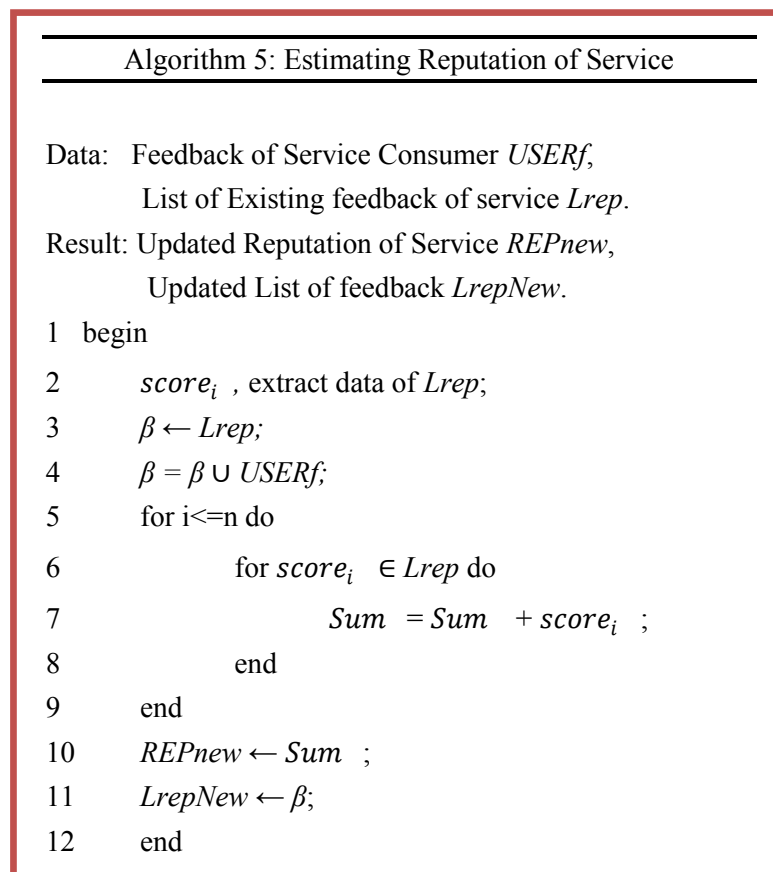 Algorithm 5: Estimating Reputation of Service
Data: Feedback of Service Consumer USERf,
List of Existing feedback of service Lrep.
Result: Updated Reputation of Service REPnew,
Updated List of feedback LrepNew.
1 begin
2 score_i , extract data of Lrep;
3 β ← Lrep;
4 β = β ∪ USERf;
5 for i<=n do
6 for score_i ∈ Lrep do
7 Sum = Sum + score_i ;
8 end
9 end
10 REPnew ← Sum ;
11 LrepNew ← β;
12 end